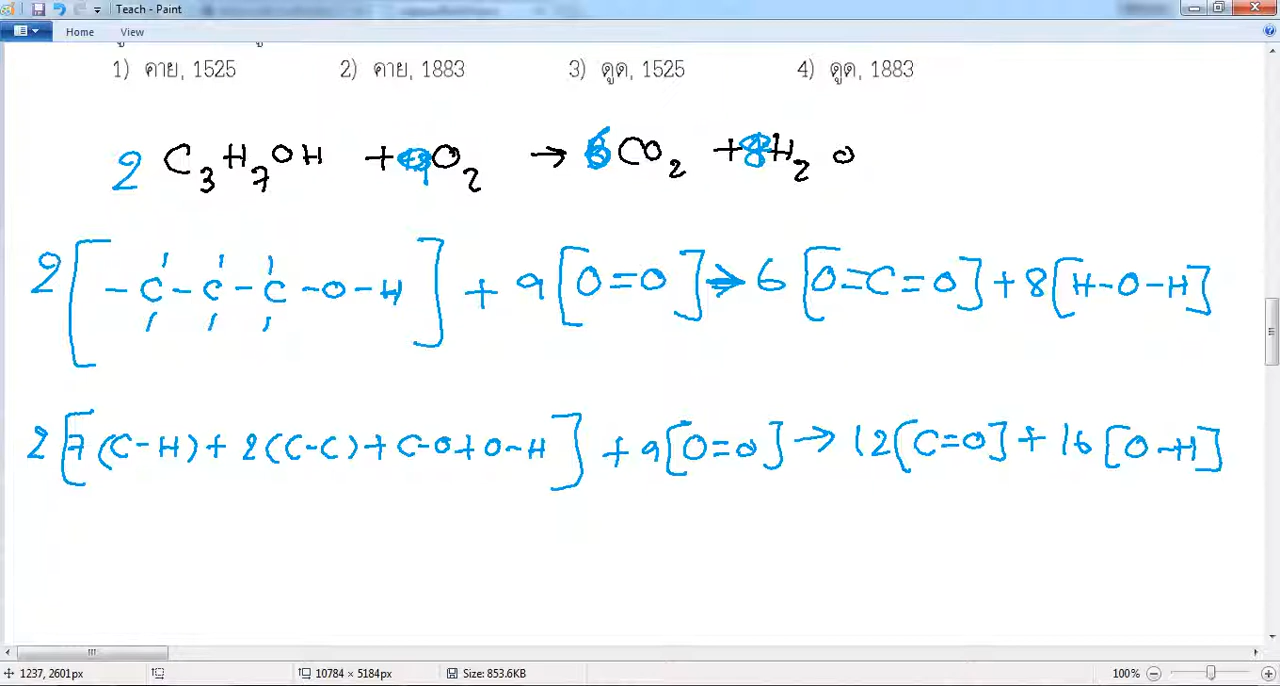 Teach - Paint
Home View
1) คาย, 1525 2) คาย, 1883 3) ดูด, 1525 4) ดูด, 1883
2 C3H7OH + 9O2 → 6CO2 + 8H2O
2[-C-C-C-O-H] + 9[O=O] → 6[O=C=O] + 8[H-O-H]
2[7(C-H) + 2(C-C) + C-O + O-H] + 9[O=O] → 12[C=O] + 16[O-H]
1237, 2601px 10784 × 5184px Size: 853.6KB 100%